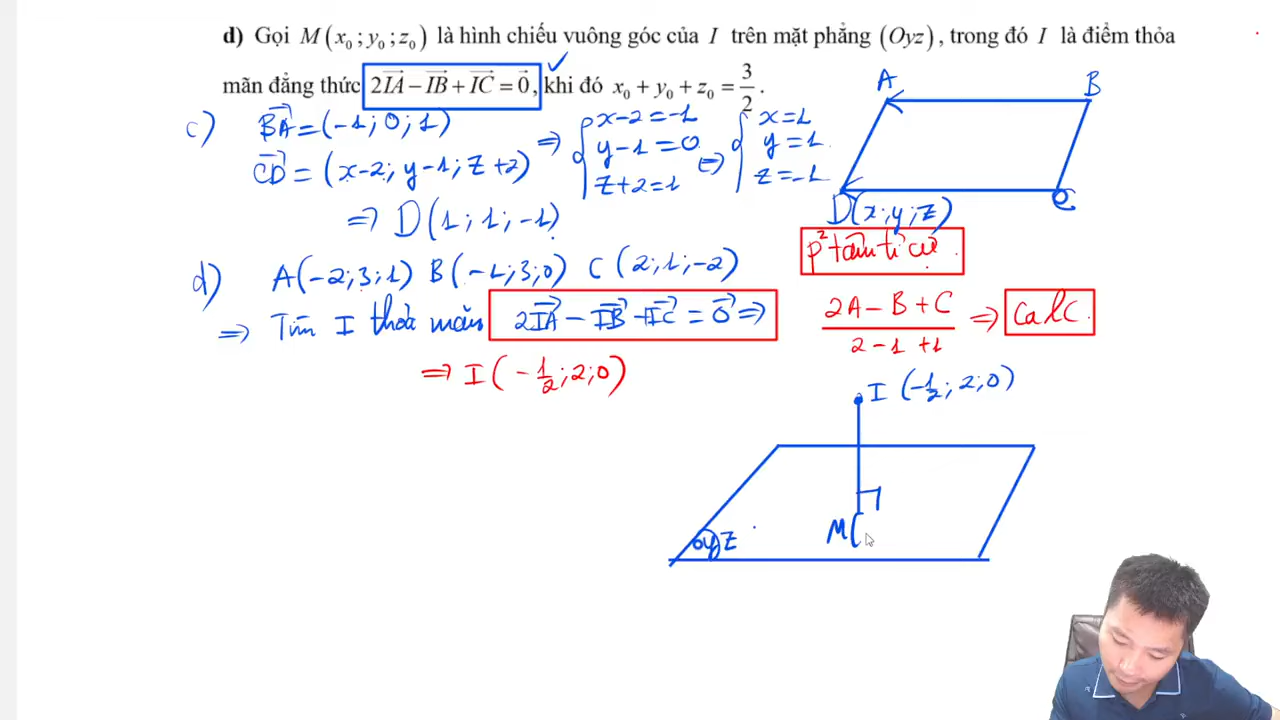 d) Gọi M(x₀; y₀; z₀) là hình chiếu vuông góc của I trên mặt phẳng (Oyz), trong đó I là điểm thỏa
mãn đẳng thức 2IA⃗ − IB⃗ + IC⃗ = 0⃗, khi đó x₀ + y₀ + z₀ = 3/2.
c) BA⃗ = (-1; 0; 1)
CD⃗ = (x-2; y-1; z+2)
⇒ { x-2=-1
y-1=0
z+2=1
⇔ { x=1
y=1
z=-1
⇒ D(1; 1; -1)
A B
D(x; y; z) C
p² tâm tỉ cự
d) A(-2; 3; 1) B(-1; 3; 0) C(2; 1; -2)
⇒ Tìm I thoả mãn 2IA⃗ - IB⃗ + IC⃗ = 0⃗ ⇒ (2A - B + C)/(2 - 1 + 1) ⇒ Calc
⇒ I(-1/2; 2; 0)
I(-1/2; 2; 0)
oyz M(